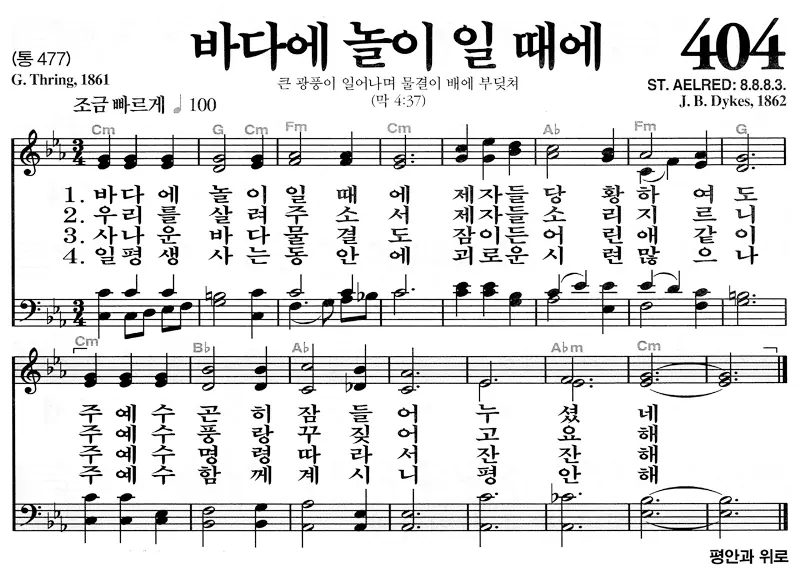 바다에 놀이 일 때에
404
(통 477)
G. Thring, 1861
큰 광풍이 일어나며 물결이 배에 부딪쳐
(막 4:37)
ST. AELRED: 8.8.8.3.
J. B. Dykes, 1862
조금 빠르게 ♩ 100
Cm G Cm Fm Cm A♭ Fm G
3/4
1. 바다에 놀이일 때에 제자들당 황하여도
2. 우리를 살려주소서 제자들소 리지르니
3. 사나운 바다물결도 잠이든어 린애같이
4. 일평생 사는동안에 괴로운시 련많으나
3/4
Cm B♭ A♭ Cm A♭m Cm
주예수 곤히잠들어 누셨네
주예수 풍랑꾸짖어 고요해
주예수 명령따라서 잔잔해
주예수 함께계시니 평안해
평안과 위로